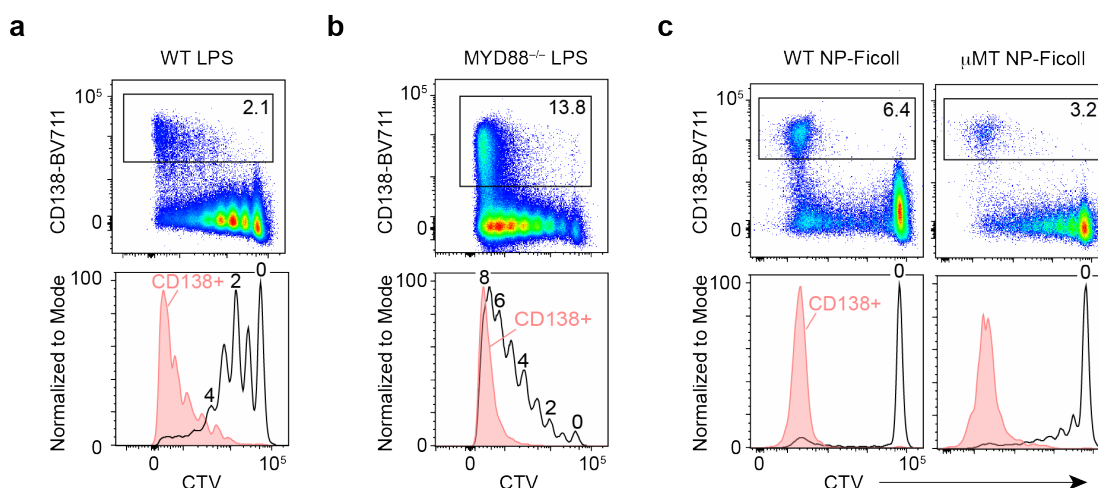 a
b
c
WT LPS
MYD88–/– LPS
WT NP-Ficoll
μMT NP-Ficoll
CD138-BV711
10⁵
0
2.1
CD138-BV711
10⁵
0
13.8
CD138-BV711
10⁵
0
6.4
3.2
Normalized to Mode
100
0
CD138+
4
2
0
0
10⁵
CTV
Normalized to Mode
100
0
8
6
CD138+
4
2
0
0
10⁵
CTV
Normalized to Mode
100
0
CD138+
0
0
10⁵
0
CTV